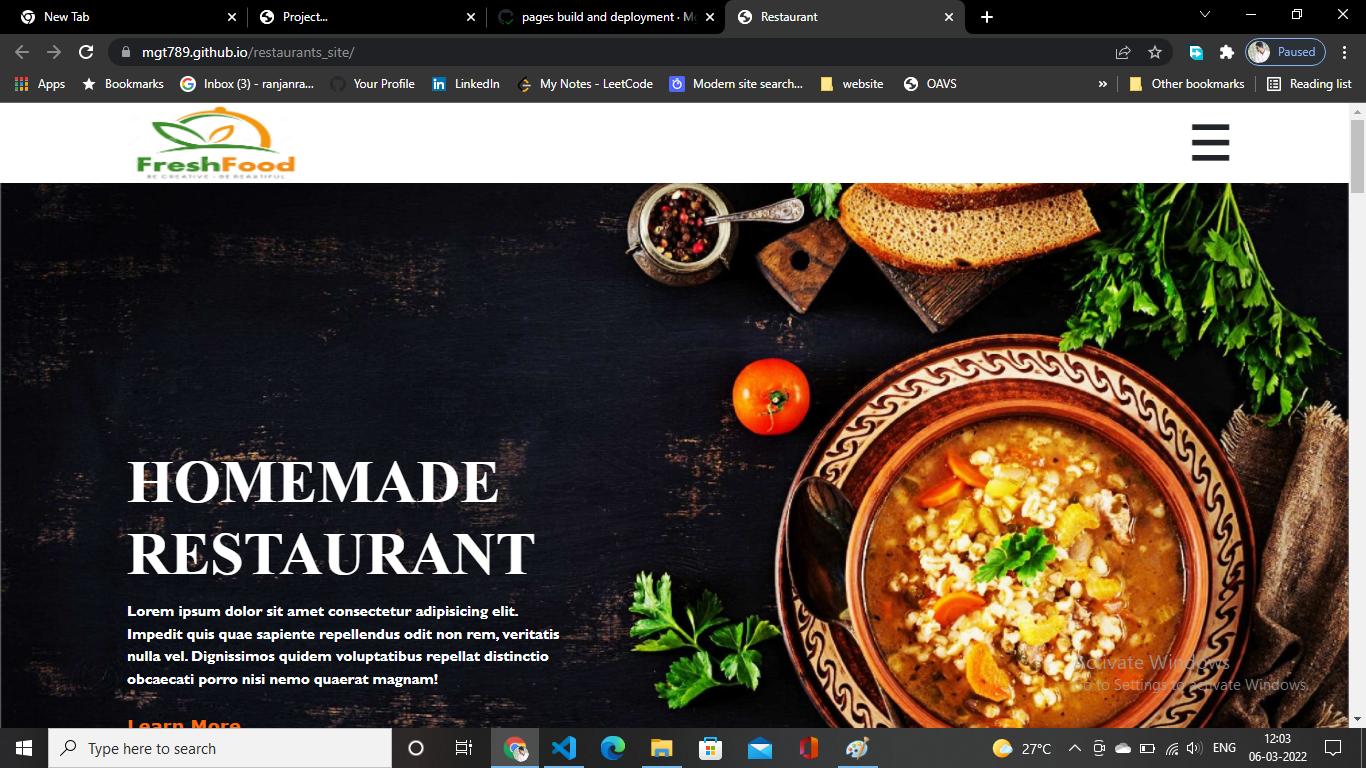 New Tab
Project...
pages build and deployment · M
Restaurant
mgt789.github.io/restaurants_site/
Paused
Apps
Bookmarks
Inbox (3) - ranjanra...
Your Profile
LinkedIn
My Notes - LeetCode
Modern site search...
website
OAVS
»
Other bookmarks
Reading list
FreshFood
BE CREATIVE - BE BEAUTIFUL
HOMEMADE
RESTAURANT
Lorem ipsum dolor sit amet consectetur adipisicing elit.
Impedit quis quae sapiente repellendus odit non rem, veritatis
nulla vel. Dignissimos quidem voluptatibus repellat distinctio
obcaecati porro nisi nemo quaerat magnam!
Learn More
Activate Windows
Go to Settings to activate Windows.
Type here to search
27°C
ENG
12:03
06-03-2022